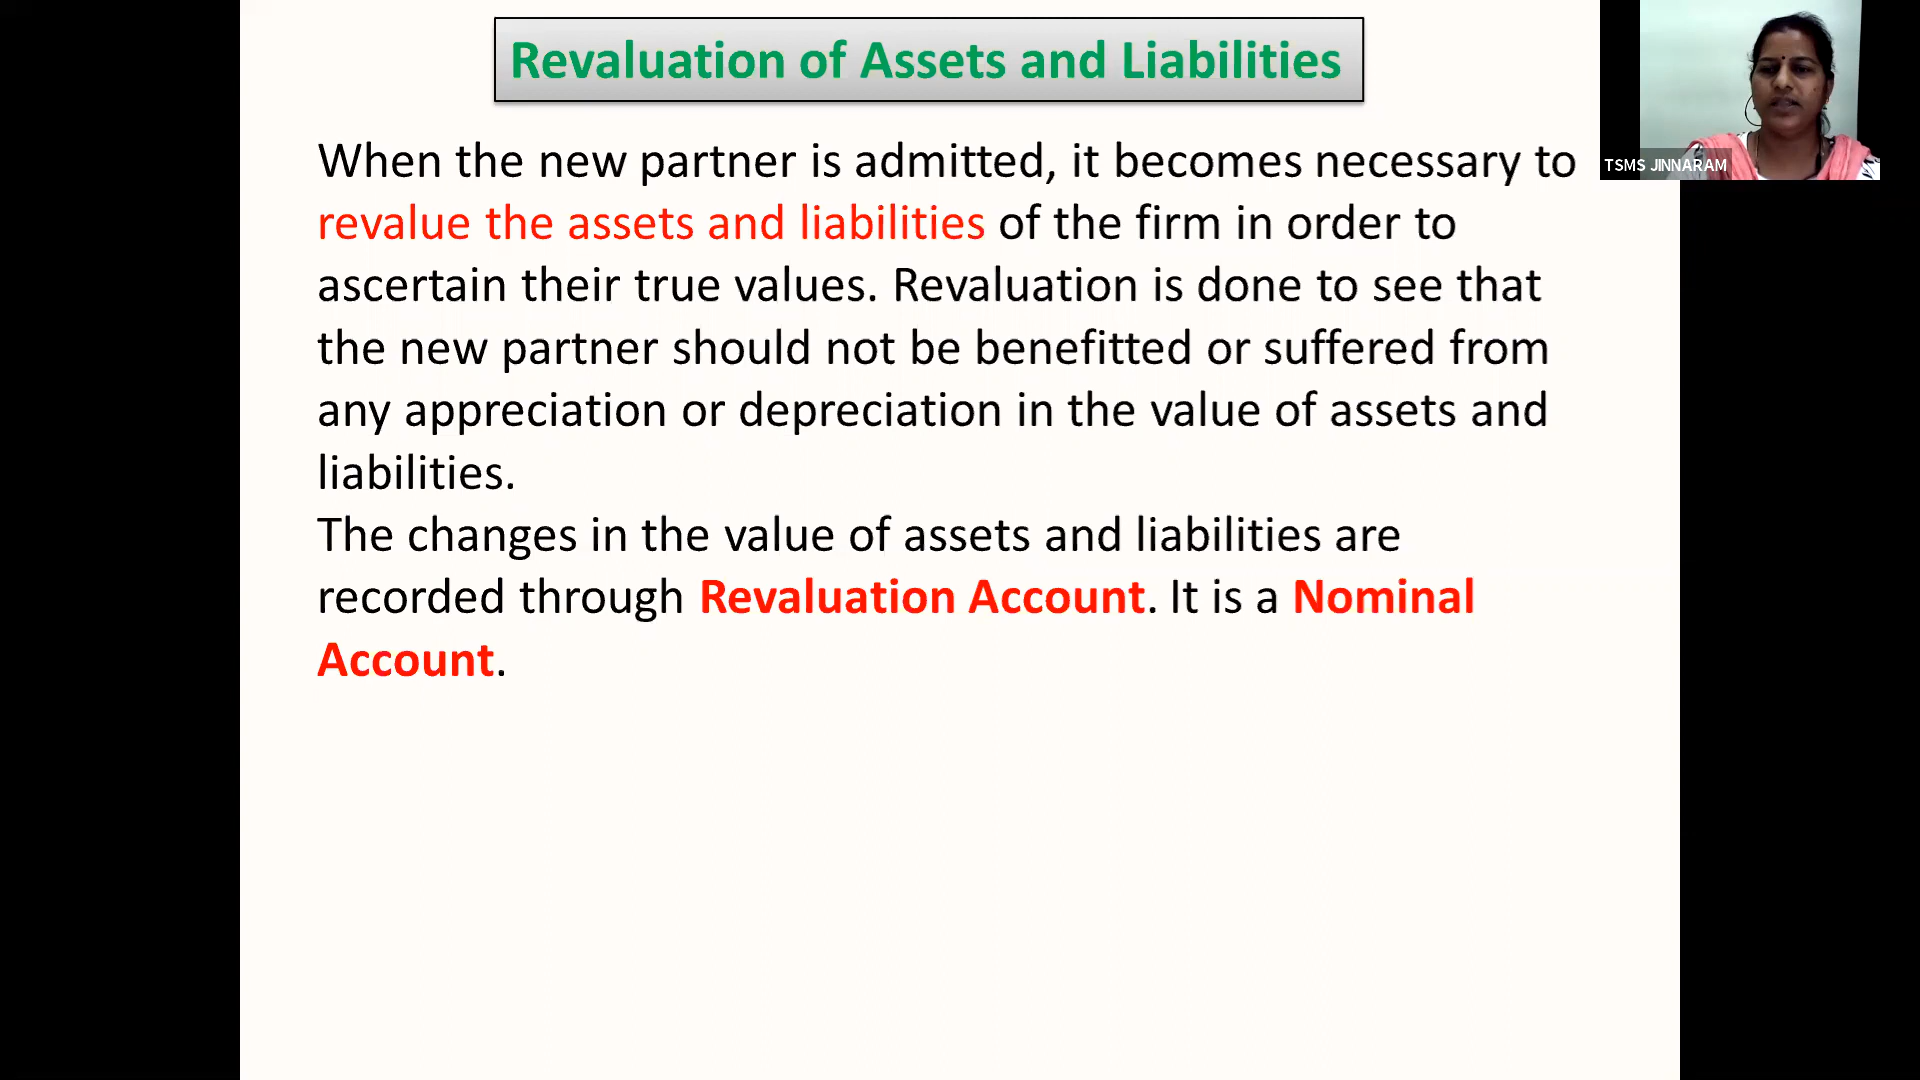 Revaluation of Assets and Liabilities
When the new partner is admitted, it becomes necessary to
revalue the assets and liabilities of the firm in order to
ascertain their true values. Revaluation is done to see that
the new partner should not be benefitted or suffered from
any appreciation or depreciation in the value of assets and
liabilities.
The changes in the value of assets and liabilities are
recorded through Revaluation Account. It is a Nominal
Account.
TSMS JINNARAM